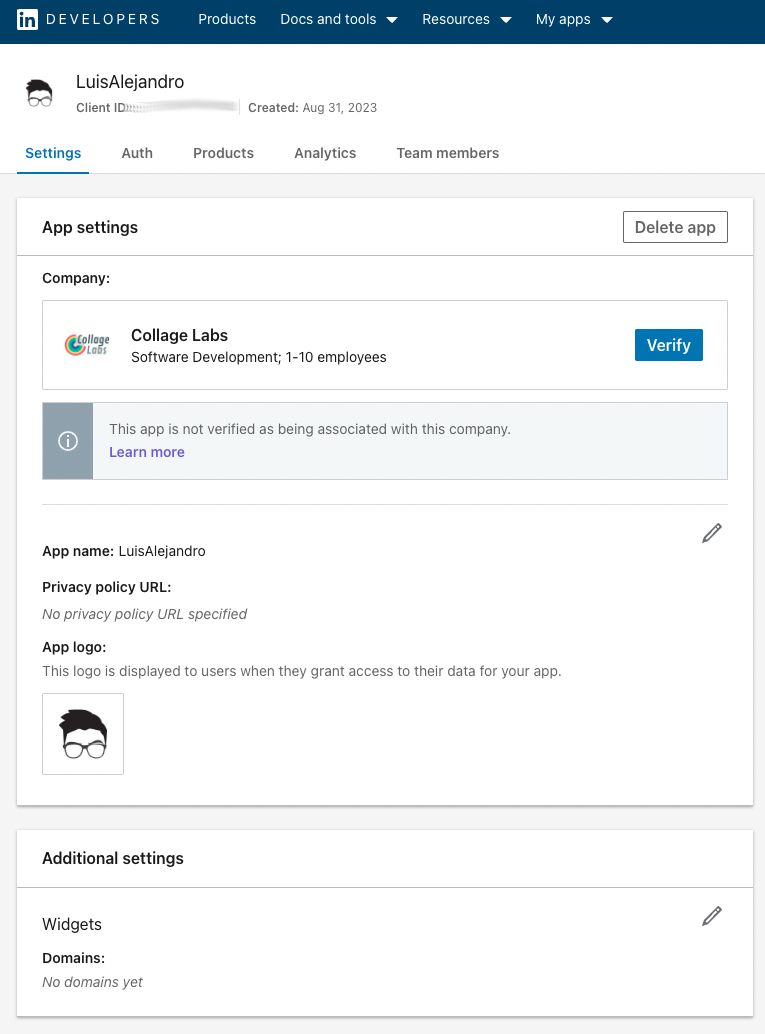 in DEVELOPERS Products Docs and tools Resources My apps
LuisAlejandro
Client ID: Created: Aug 31, 2023
Settings Auth Products Analytics Team members
App settings Delete app
Company:
Collage Labs
Collage Labs
Software Development; 1-10 employees
Verify
This app is not verified as being associated with this company.
Learn more
App name: LuisAlejandro
Privacy policy URL:
No privacy policy URL specified
App logo:
This logo is displayed to users when they grant access to their data for your app.
Additional settings
Widgets
Domains:
No domains yet